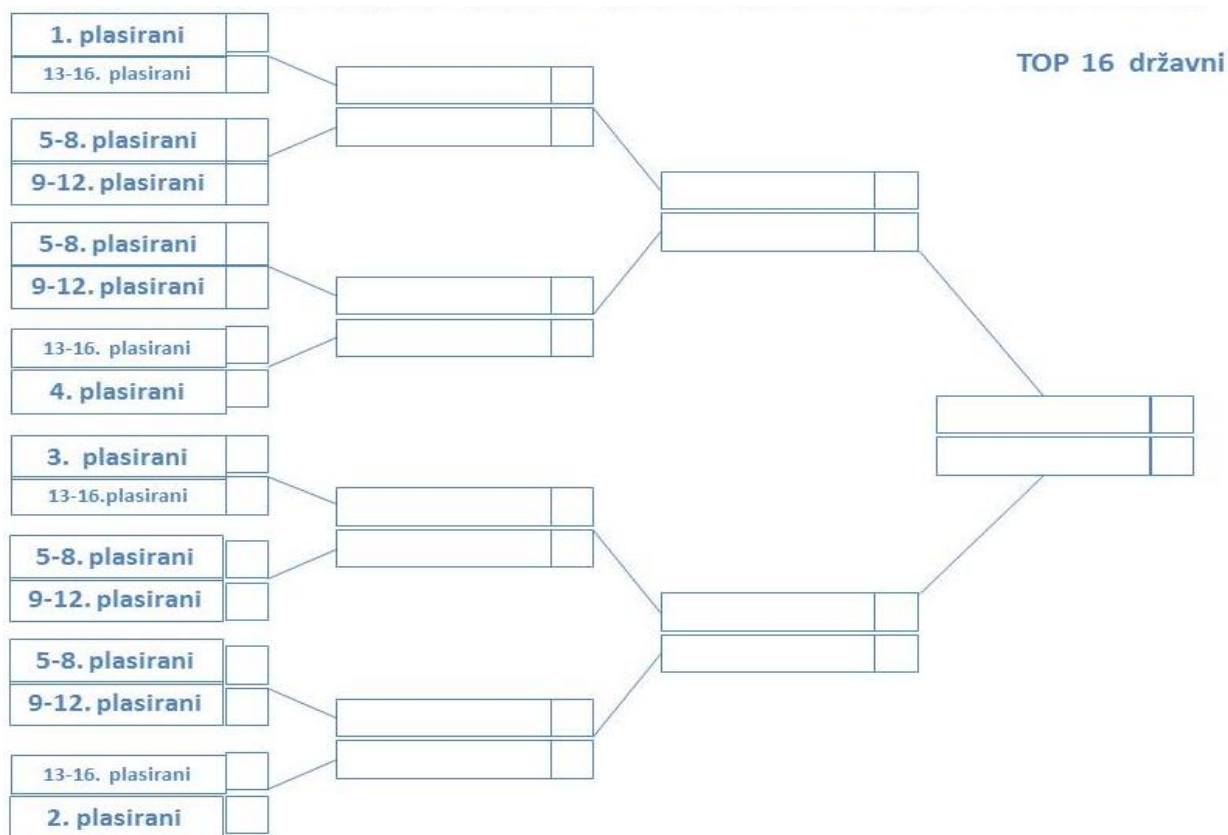 1. plasirani
13-16. plasirani
TOP 16 državni
5-8. plasirani
9-12. plasirani
5-8. plasirani
9-12. plasirani
13-16. plasirani
4. plasirani
3. plasirani
13-16.plasirani
5-8. plasirani
9-12. plasirani
5-8. plasirani
9-12. plasirani
13-16. plasirani
2. plasirani